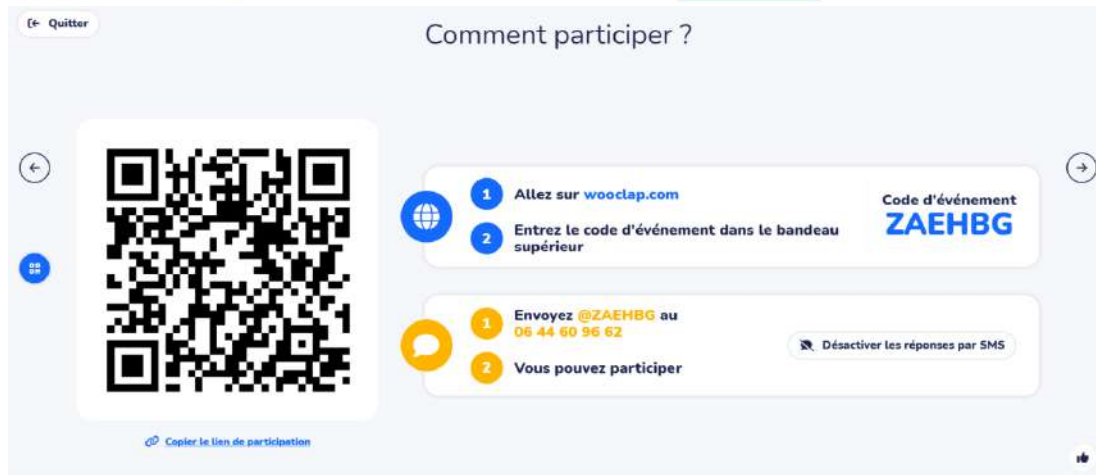 Quitter
Comment participer ?
1 Allez sur wooclap.com
2 Entrez le code d'événement dans le bandeau
supérieur
Code d'événement
ZAEHBG
1 Envoyez @ZAEHBG au
06 44 60 96 62
2 Vous pouvez participer
Désactiver les réponses par SMS
Copier le lien de participation